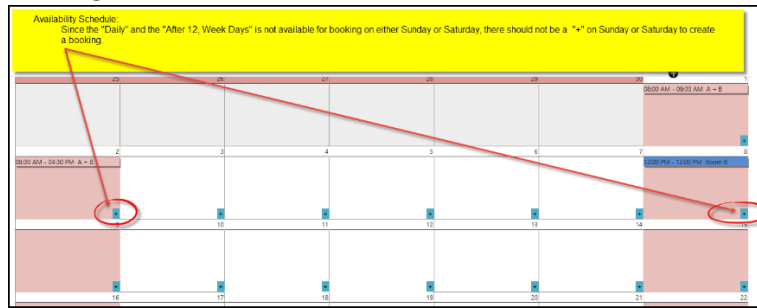 Availability Schedule:
Since the "Daily" and the "After 12, Week Days" is not available for booking on either Sunday or Saturday, there should not be a "+" on Sunday or Saturday to create
a booking.
25 26 27 28 29 30 1
08:00 AM - 09:00 AM A + B
+
2 3 4 5 6 7 8
08:00 AM - 04:30 PM A + B 12:00 PM - 12:00 PM Room B
+ + + + + + +
9 10 11 12 13 14 15
+ + + + + + +
16 17 18 19 20 21 22